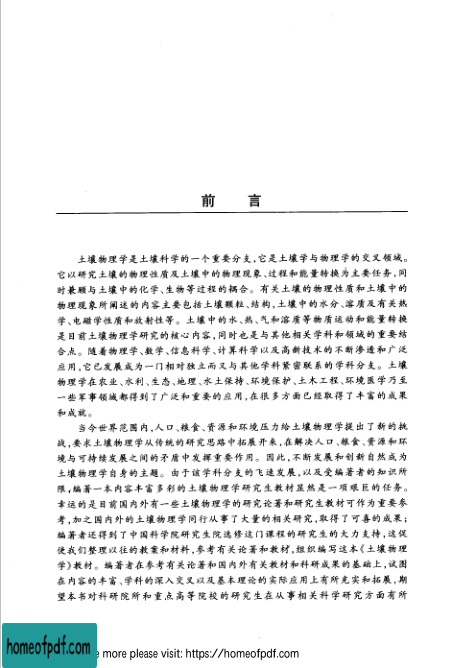 前 言
土壤物理学是土壤科学的一个重要分支,它是土壤学与物理学的交叉领域。
它以研究土壤的物理性质及土壤中的物理现象、过程和能量转换为主要任务,同
时兼顾与土壤中的化学、生物等过程的耦合。有关土壤的物理性质和土壤中的
物理现象所阐述的内容主要包括土壤颗粒、结构,土壤中的水分、溶质及有关热
学、电磁学性质和放射性等。土壤中的水、热、气和溶质等物质运动和能量转换
是目前土壤物理学研究的核心内容,同时也是与其他相关学科和领域的重要结
合点。随着物理学、数学、信息科学、计算科学以及高新技术的不断渗透和广泛
应用,它已发展成为一门相对独立而又与其他学科紧密联系的学科分支。土壤
物理学在农业、水利、生态、地理、水土保持、环境保护、土木工程、环境医学乃至
一些军事领域都得到了广泛和重要的应用,在很多方面已经取得了丰富的成果
和成就。
当今世界范围内,人口、粮食、资源和环境压力给土壤物理学提出了新的挑
战,要求土壤物理学从传统的研究思路中拓展开来,在解决人口、粮食、资源和环
境与可持续发展之间的矛盾中发挥重要作用。因此,不断发展和创新自然成为
土壤物理学自身的主题。由于该学科分支的飞速发展,以及受编著者的知识所
限,编著一本内容丰富多彩的土壤物理学研究生教材显然是一项艰巨的任务。
幸运的是目前国内外有一些土壤物理学的研究论著和研究生教材可作为重要参
考,加之国内外的土壤物理学同行从事了大量的相关研究,取得了可喜的成果;
编著者还得到了中国科学院研究生院选修这门课程的研究生的大力支持,这促
使我们整理以往的教案和材料,参考有关论著和教材,组织编写这本《土壤物理
学》教材。编著者在参考有关论著和国内外有关教材和科研成果的基础上,试图
在内容的丰富、学科的深入交叉以及基本理论的实际应用上有所充实和拓展,期
望本书对科研院所和重点高等院校的研究生在从事相关科学研究方面有所
homeofpdf.com
e more please visit: https://homeofpdf.com